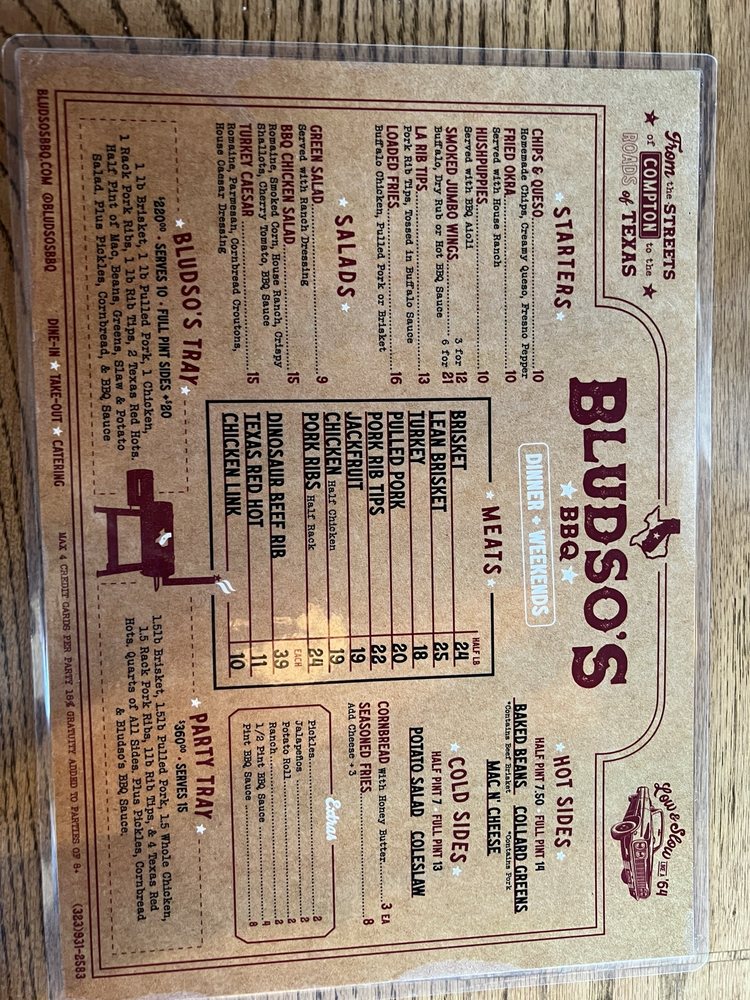 From the STREETS
of COMPTON to the
ROADS of TEXAS
BLUDSO'S
BBQ
DINNER + WEEKENDS
Low & Slow
LIKE A '64
STARTERS
CHIPS & QUESO 10
Homemade Chips, Creamy Queso, Fresno Pepper
FRIED OKRA 10
Served with House Ranch
HUSHPUPPIES 10
Served with BBQ Aioli
SMOKED JUMBO WINGS 3 for 12
Buffalo, Dry Rub or Hot BBQ Sauce 6 for 21
LA RIB TIPS 13
Pork Rib Tips, Tossed in Buffalo Sauce
LOADED FRIES 16
Buffalo Chicken, Pulled Pork or Brisket
SALADS
GREEN SALAD 9
Served with Ranch Dressing
BBQ CHICKEN SALAD 15
Romaine, Smoked Corn, House Ranch, Crispy
Shallots, Cherry Tomato, BBQ Sauce
TURKEY CAESAR 15
Romaine, Parmesan, Cornbread Croutons,
House Caesar Dressing
MEATS
HALF LB
BRISKET 24
LEAN BRISKET 25
TURKEY 18
PULLED PORK 20
PORK RIB TIPS 22
JACKFRUIT 19
CHICKEN Half Chicken 19
PORK RIBS Half Rack 24
EACH
DINOSAUR BEEF RIB 39
TEXAS RED HOT 11
CHICKEN LINK 10
HOT SIDES
HALF PINT 7.50 · FULL PINT 14
BAKED BEANS COLLARD GREENS
*Contains Beef Brisket *Contains Pork
MAC N' CHEESE
COLD SIDES
HALF PINT 7 · FULL PINT 13
POTATO SALAD COLESLAW
CORNBREAD with Honey Butter 3 EA
SEASONED FRIES 8
Add Cheese +3
Extras
Pickles 2
Jalapeños 2
Potato Roll 2
Ranch 2
1/2 Pint BBQ Sauce 4
Pint BBQ Sauce 8
BLUDSO'S TRAY
$220.00 · SERVES 10 · FULL PINT SIDES +$20
1 lb Brisket, 1 lb Pulled Pork, 1 Chicken,
1 Rack Pork Ribs, 1 lb Rib Tips, 2 Texas Red Hots.
Half Pint of Mac, Beans, Greens, Slaw & Potato
Salad, Plus Pickles, Cornbread, & BBQ Sauce
PARTY TRAY
$360.00 · SERVES 15
1.5lb Brisket, 1.5lb Pulled Pork, 1.5 Whole Chicken,
1.5 Rack Pork Ribs, 1lb Rib Tips, & 4 Texas Red
Hots, Quarts of All Sides, Plus Pickles, Cornbread
& Bludso's BBQ Sauce.
BLUDSOSBBQ.COM @BLUDSOSBBQ
DINE-IN ★ TAKE-OUT ★ CATERING
MAX 4 CREDIT CARDS PER PARTY 18% GRATUITY ADDED TO PARTIES OF 8+.
(323)931-2583